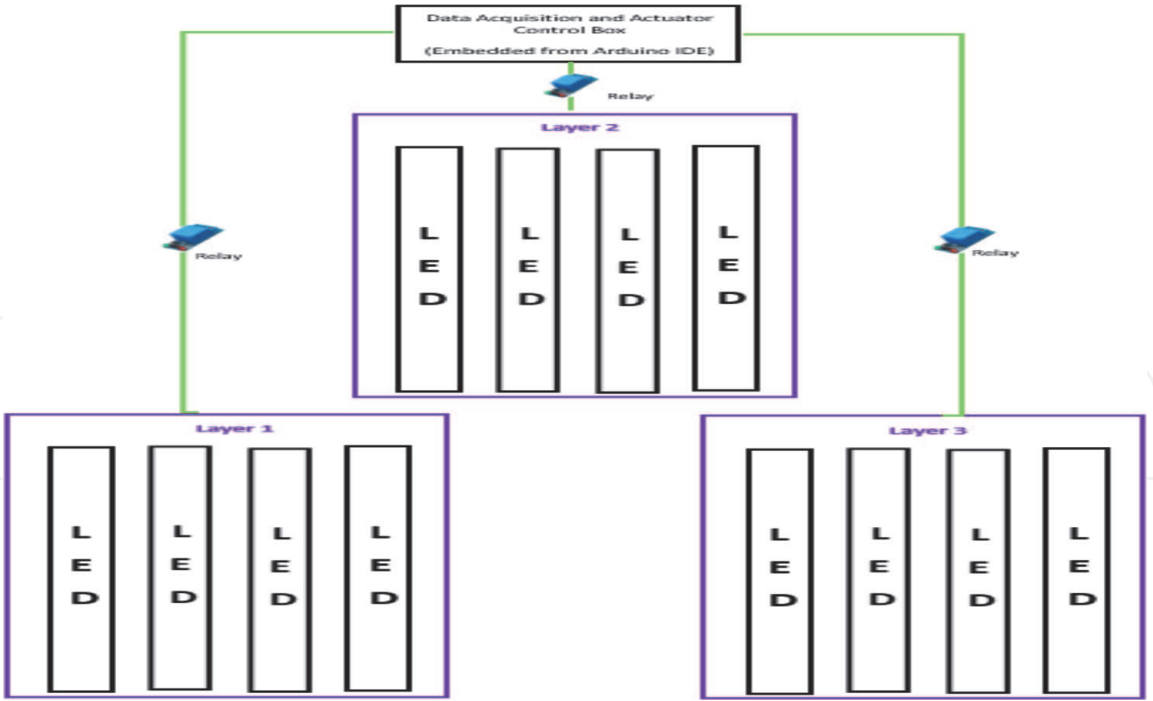 Data Acquisition and Actuator
Control Box
(Embedded from Arduino IDE)
Relay
Layer 2
L L L L
E E E E
D D D D
Relay
Relay
Layer 1
L L L L
E E E E
D D D D
Layer 3
L L L L
E E E E
D D D D